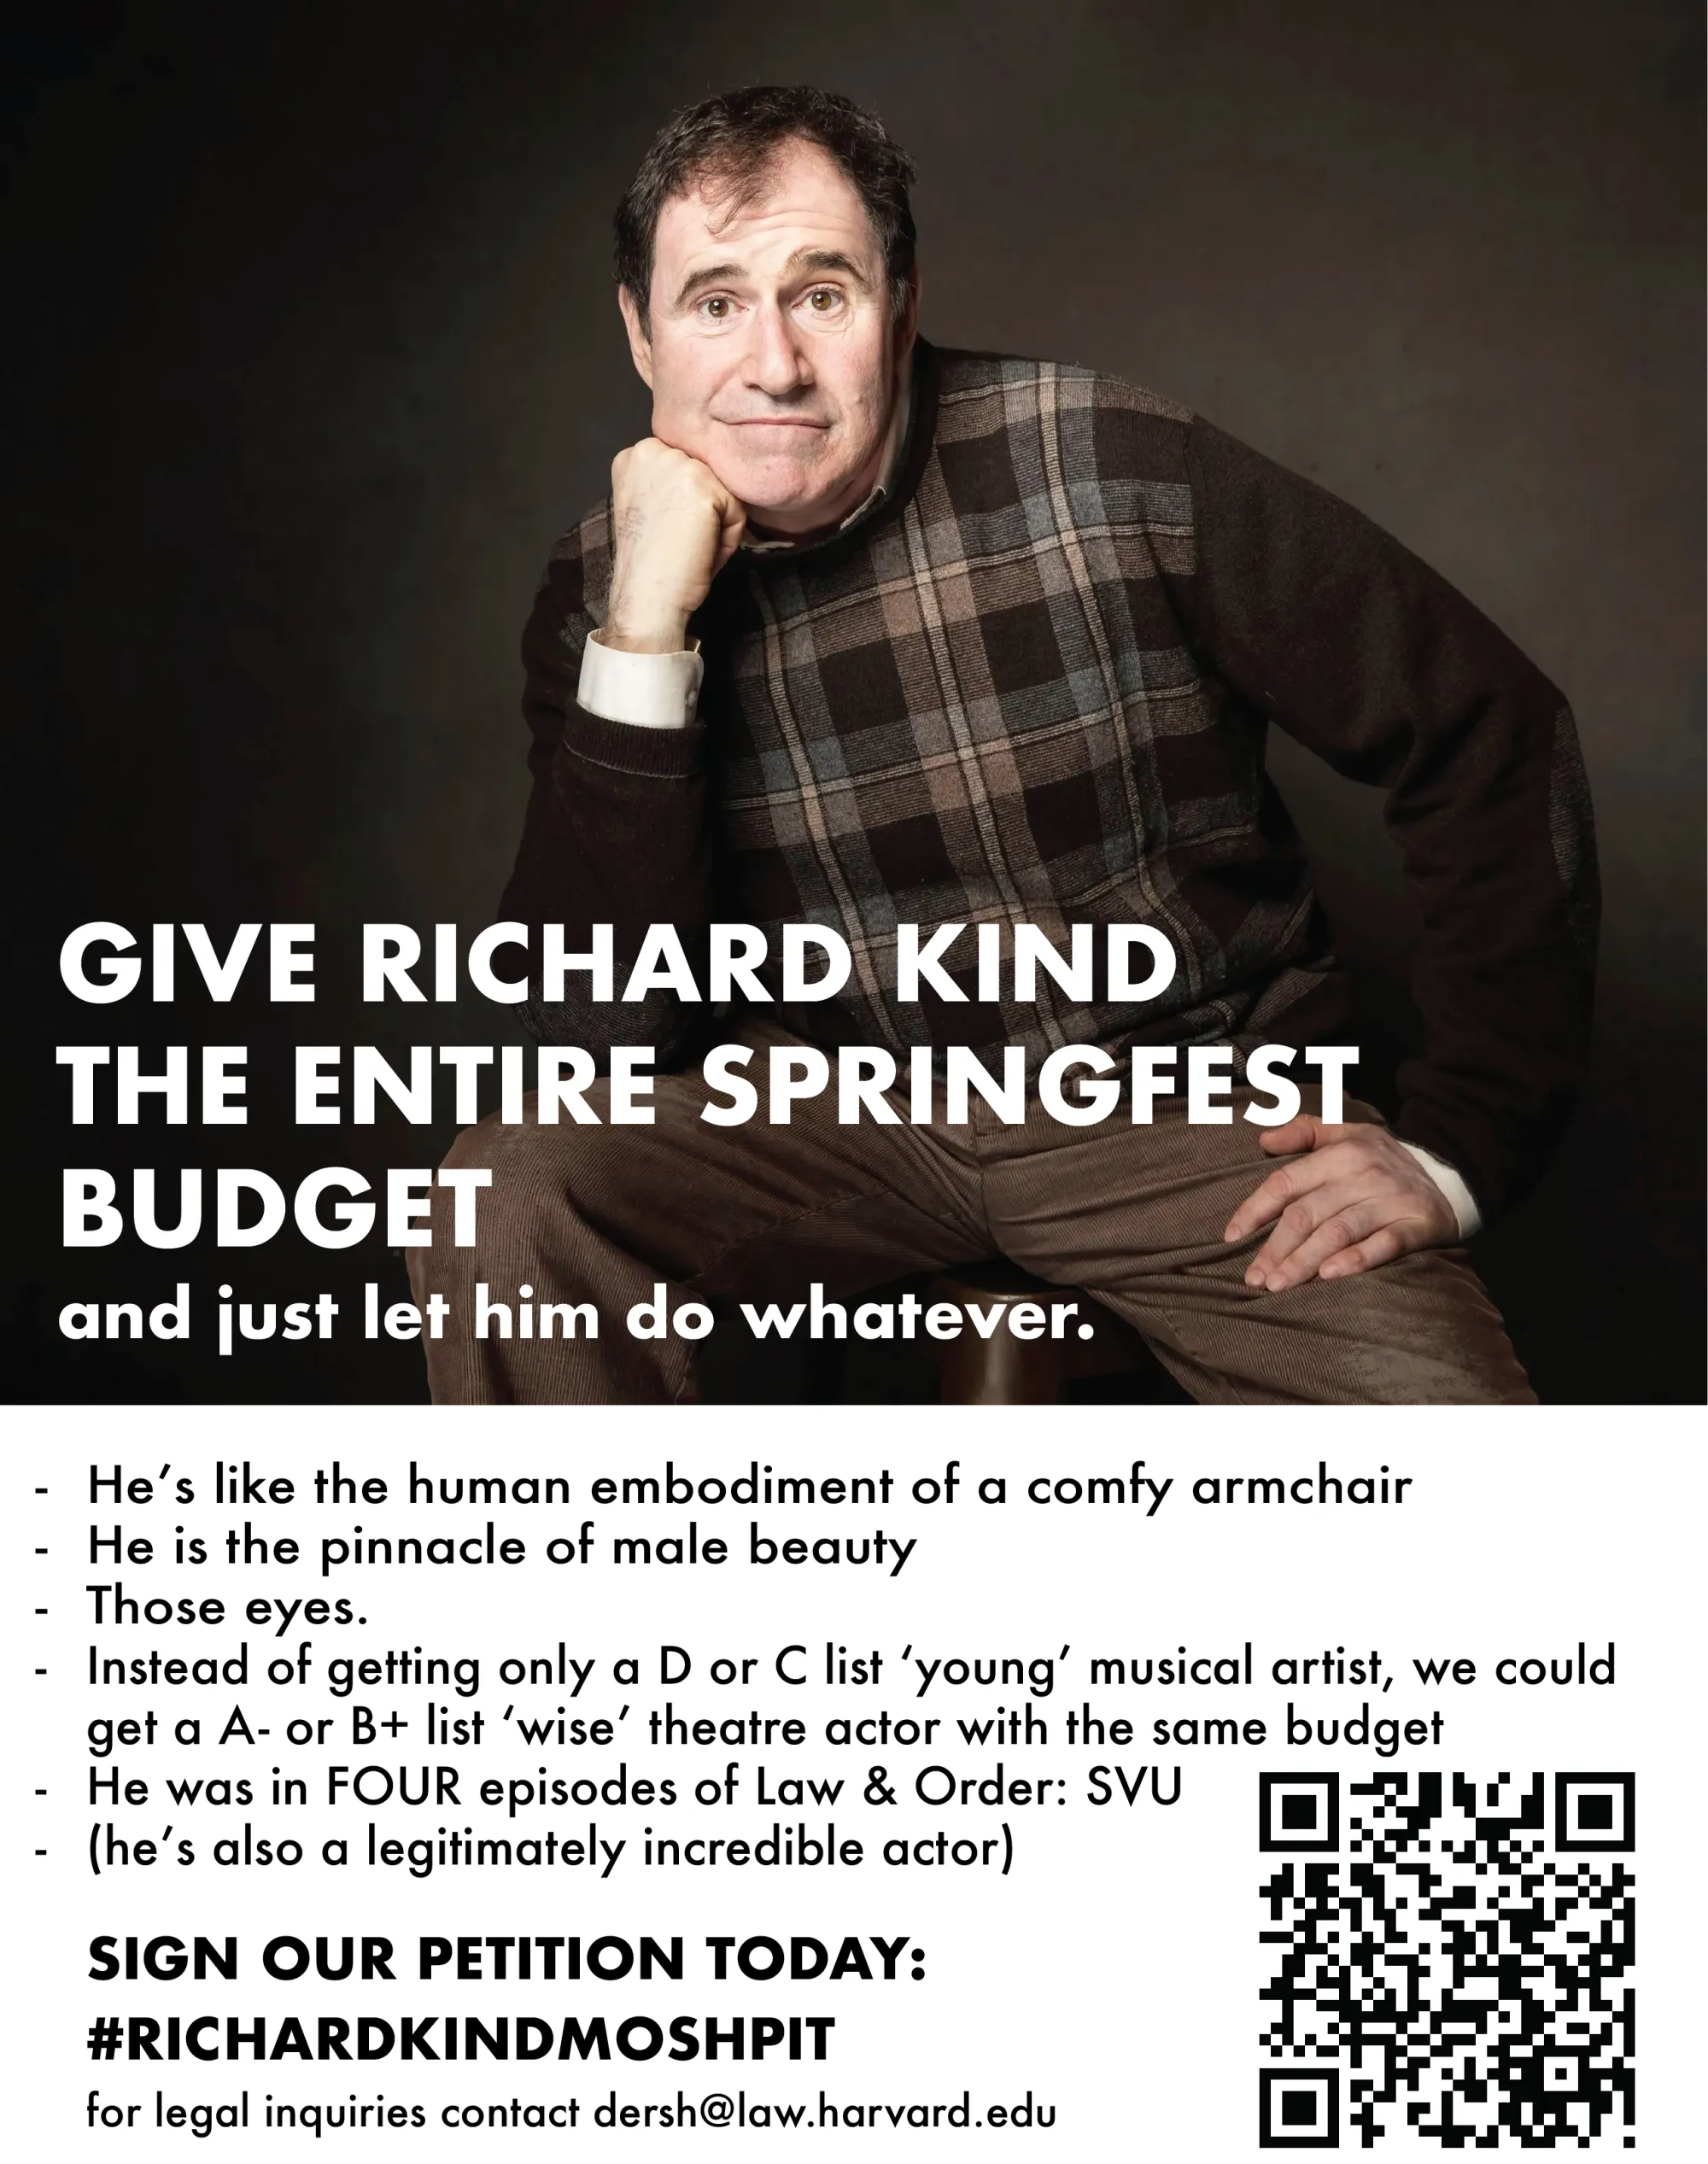 GIVE RICHARD KIND
THE ENTIRE SPRINGFEST
BUDGET
and just let him do whatever.
- He’s like the human embodiment of a comfy armchair
- He is the pinnacle of male beauty
- Those eyes.
- Instead of getting only a D or C list ‘young’ musical artist, we could
get a A- or B+ list ‘wise’ theatre actor with the same budget
- He was in FOUR episodes of Law & Order: SVU
- (he’s also a legitimately incredible actor)
SIGN OUR PETITION TODAY:
#RICHARDKINDMOSHPIT
for legal inquiries contact dersh@law.harvard.edu